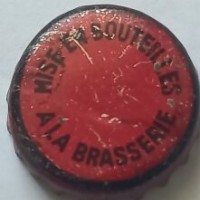 MISE EN BOUTEILLES
A LA BRASSERIE